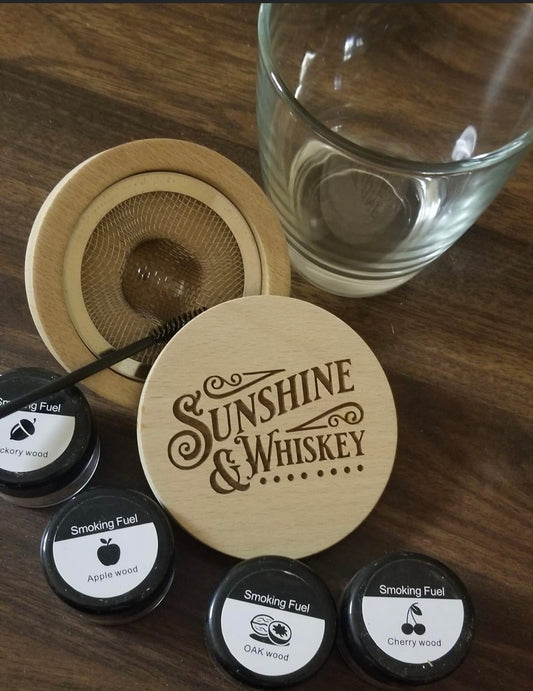 SUNSHINE
& WHISKEY
Smoking Fuel
ckory wood
Smoking Fuel
Apple wood
Smoking Fuel
OAK wood
Smoking Fuel
Cherry wood